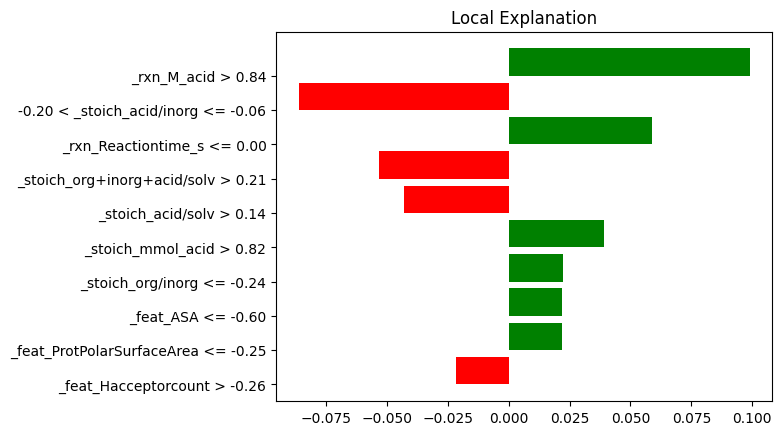 Local Explanation
_rxn_M_acid > 0.84
-0.20 < _stoich_acid/inorg <= -0.06
_rxn_Reactiontime_s <= 0.00
_stoich_org+inorg+acid/solv > 0.21
_stoich_acid/solv > 0.14
_stoich_mmol_acid > 0.82
_stoich_org/inorg <= -0.24
_feat_ASA <= -0.60
_feat_ProtPolarSurfaceArea <= -0.25
_feat_Hacceptorcount > -0.26
−0.075 −0.050 −0.025 0.000 0.025 0.050 0.075 0.100